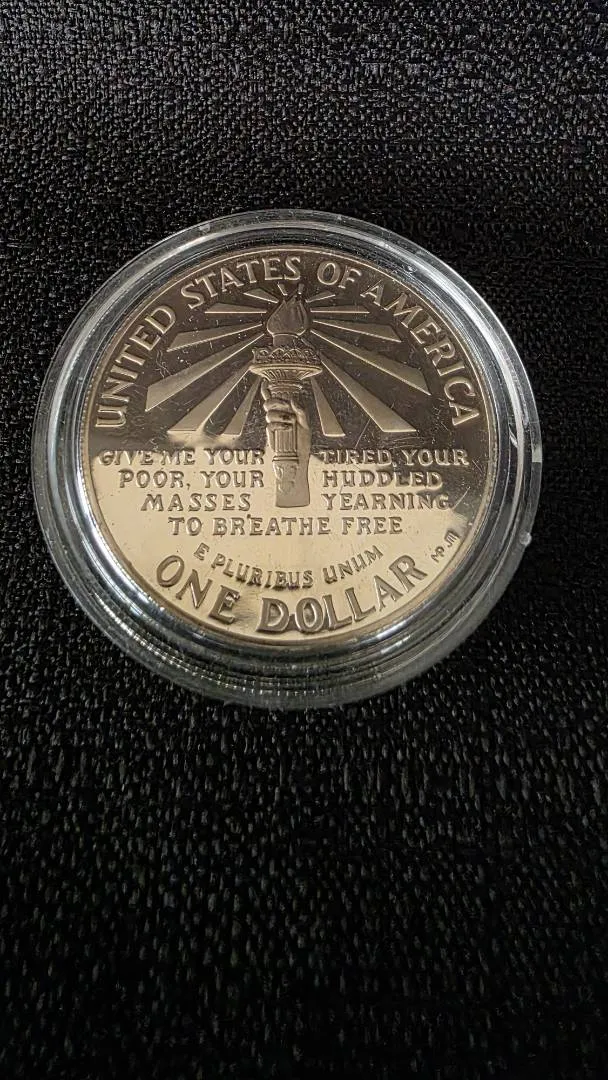 UNITED STATES OF AMERICA
GIVE ME YOUR TIRED, YOUR
POOR, YOUR HUDDLED
MASSES YEARNING
TO BREATHE FREE
E PLURIBUS UNUM
ONE DOLLAR